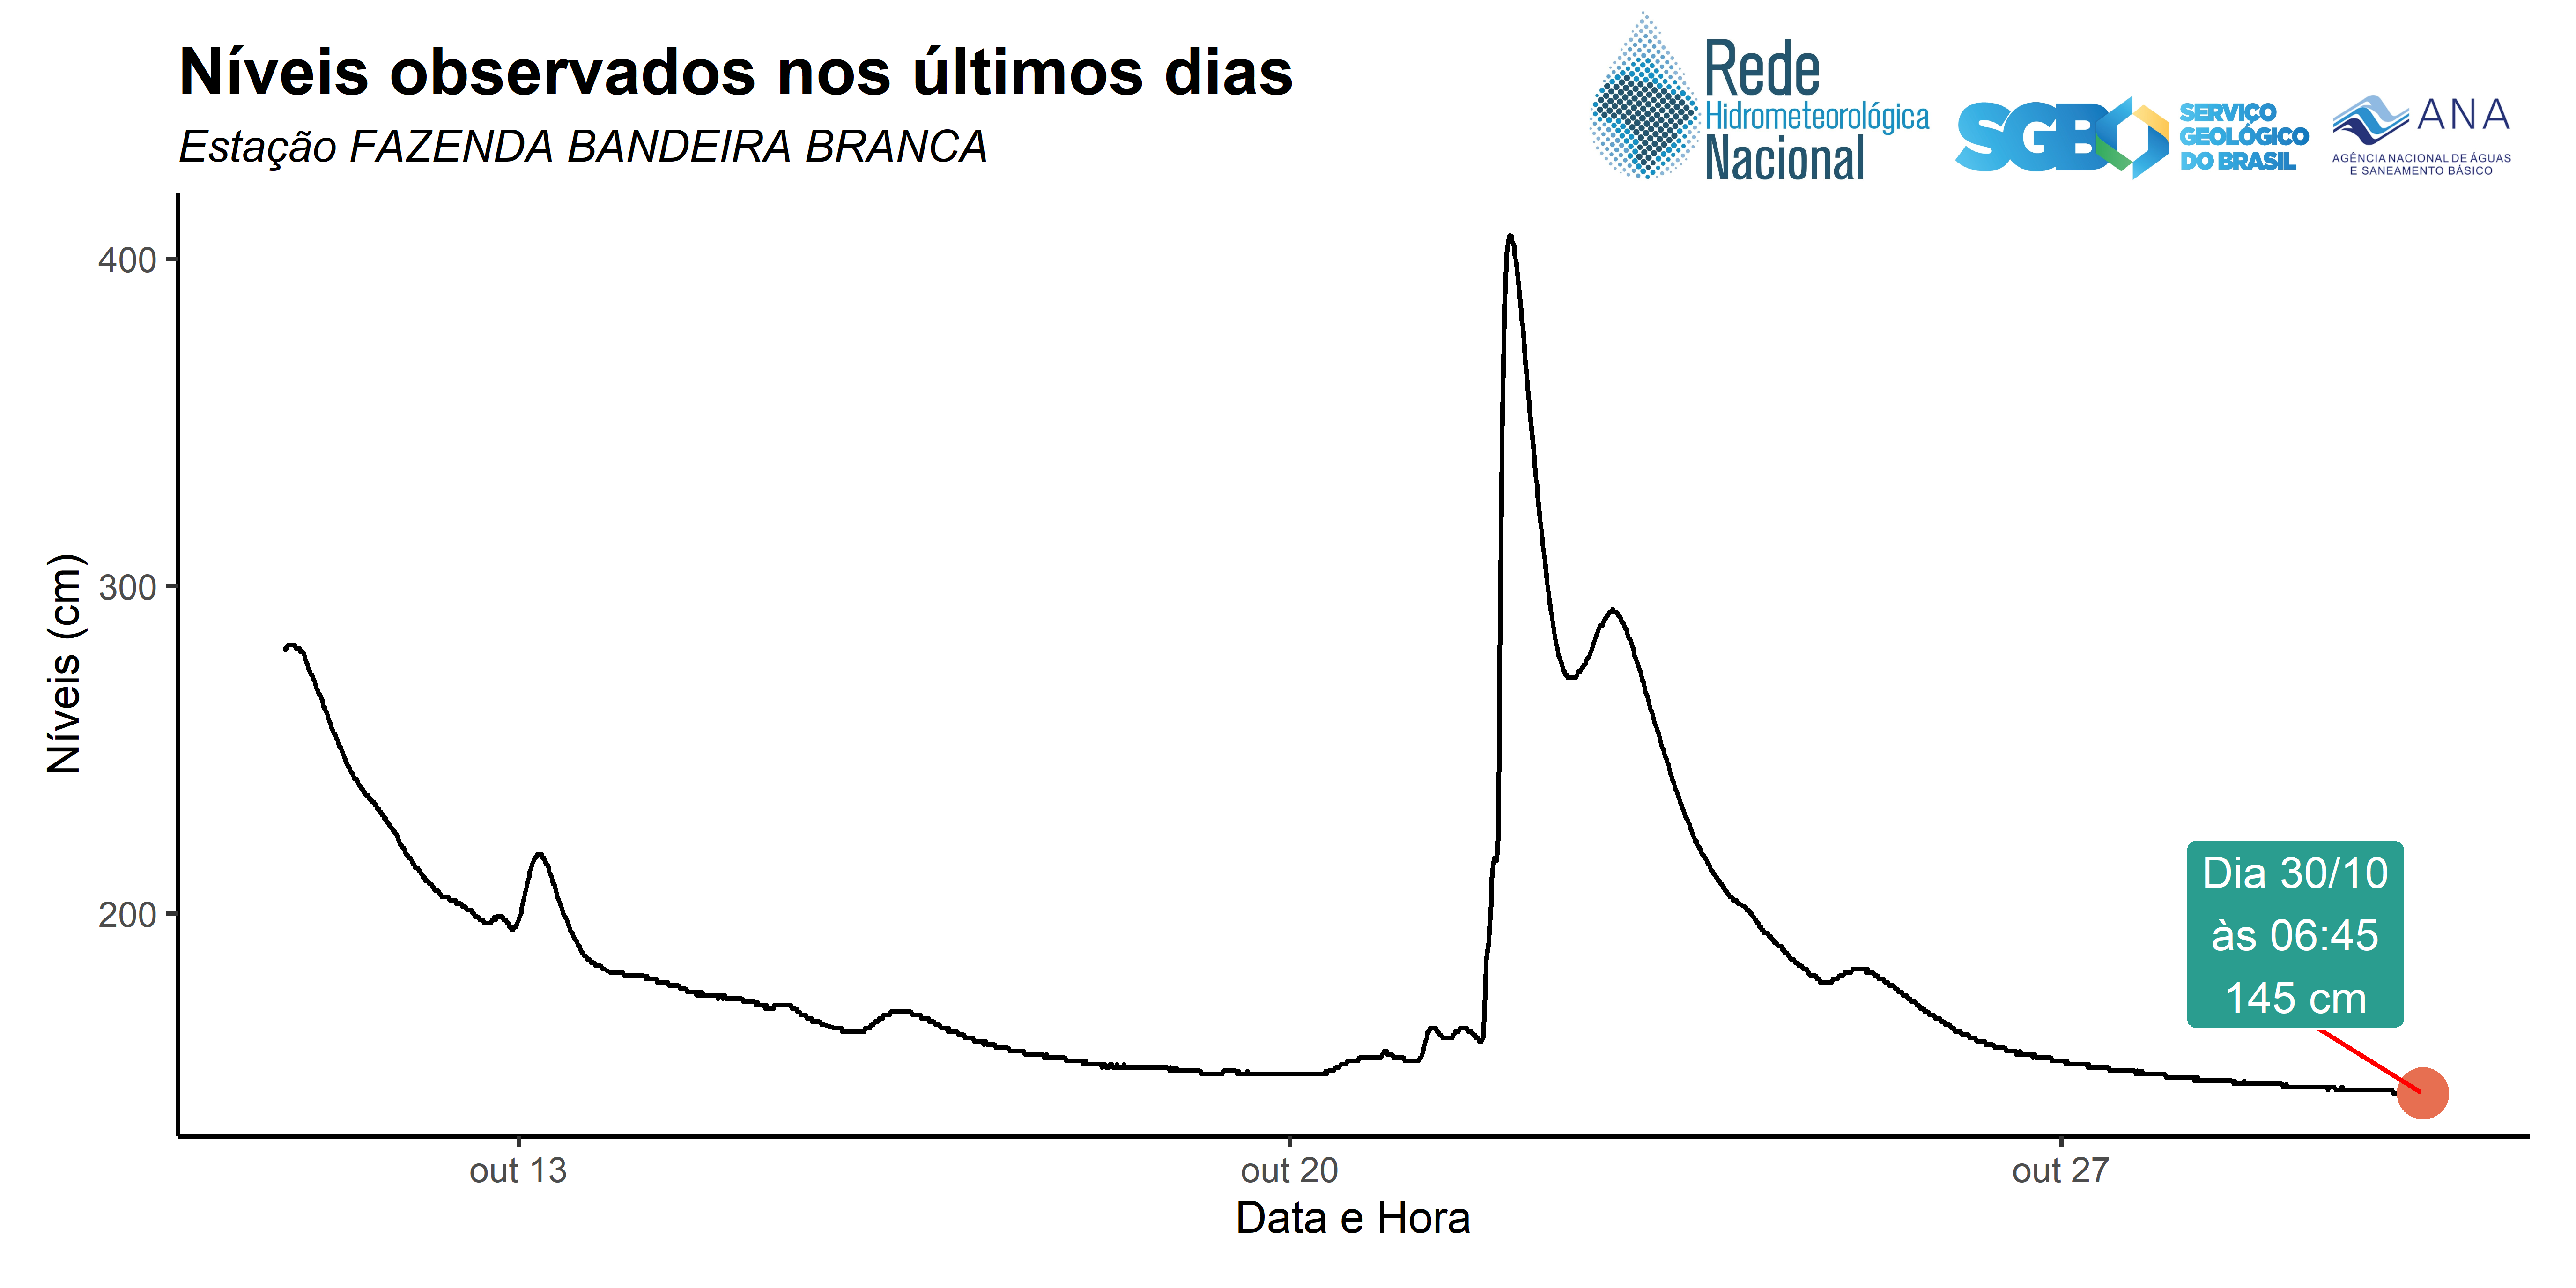 Níveis observados nos últimos dias
Estação FAZENDA BANDEIRA BRANCA
Rede
Hidrometeorológica
Nacional
SGB
SERVIÇO
GEOLÓGICO
DO BRASIL
ANA
AGÊNCIA NACIONAL DE ÁGUAS
E SANEAMENTO BÁSICO
Níveis (cm)
400
300
200
Dia 30/10
às 06:45
145 cm
out 13
out 20
out 27
Data e Hora